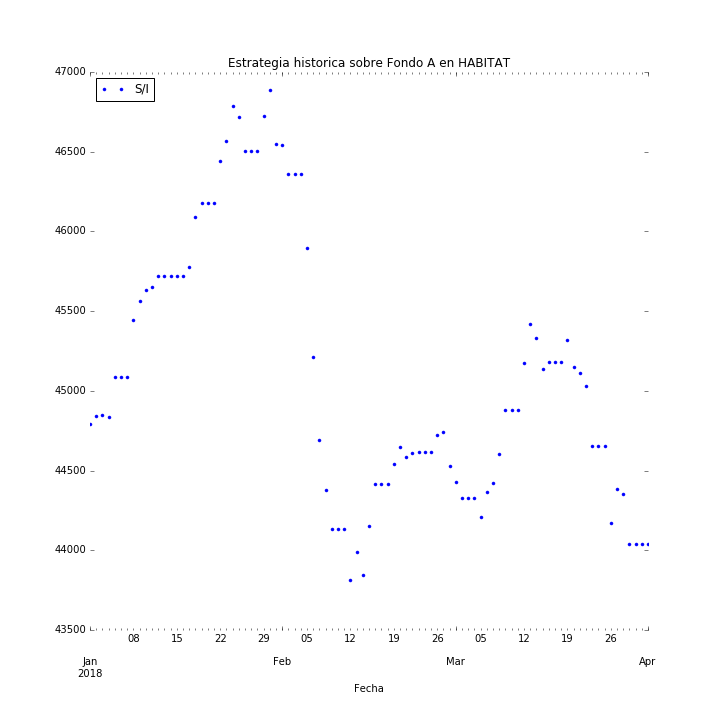 Estrategia historica sobre Fondo A en HABITAT
S/I
47000
46500
46000
45500
45000
44500
44000
43500
08 15 22 29 05 12 19 26 05 12 19 26
Jan Feb Mar Apr
2018
Fecha